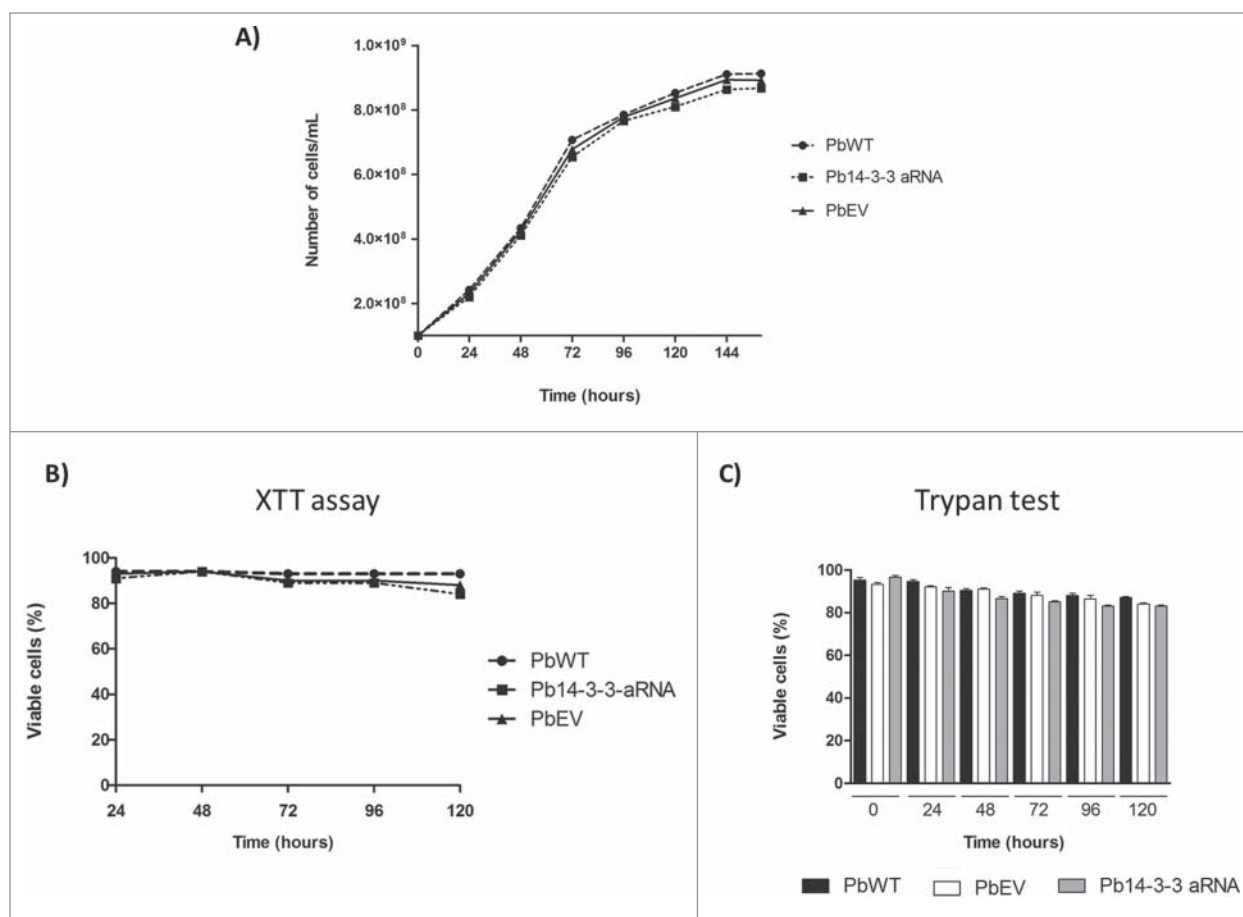 A)
1.0×10⁹
8.0×10⁸
6.0×10⁸
4.0×10⁸
2.0×10⁸
Number of cells/mL
0 24 48 72 96 120 144
Time (hours)
PbWT
Pb14-3-3 aRNA
PbEV
B)
XTT assay
100
80
60
40
20
0
Viable cells (%)
24 48 72 96 120
Time (hours)
PbWT
Pb14-3-3-aRNA
PbEV
C)
Trypan test
100
80
60
40
20
0
Viable cells (%)
0 24 48 72 96 120
Time (hours)
PbWT PbEV Pb14-3-3 aRNA